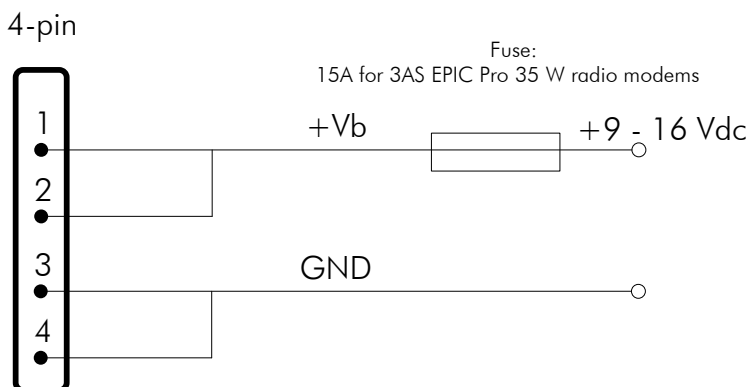 4-pin
Fuse:
15A for 3AS EPIC Pro 35 W radio modems
1
+Vb
+9 - 16 Vdc
2
3
GND
4